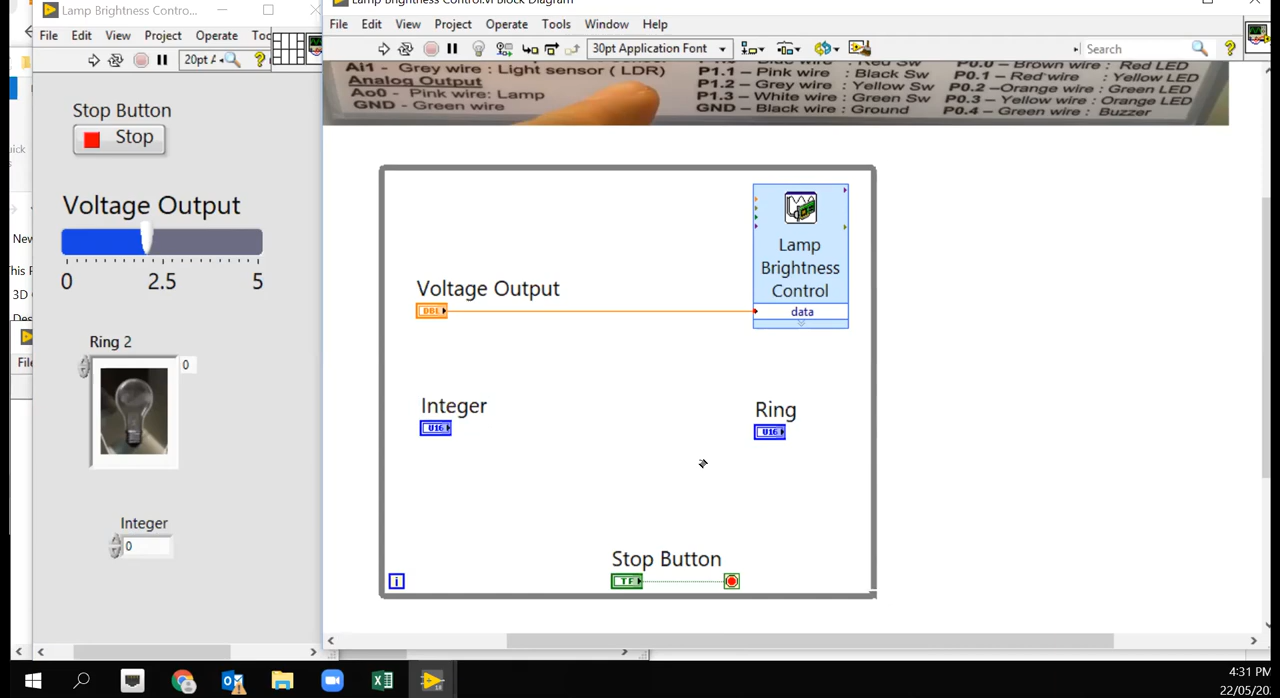 Lamp Brightness Contro...
File Edit View Project Operate
20pt
Stop Button
Stop
Voltage Output
0 2.5 5
Ring 2
0
Integer
0
Lamp Brightness Control.vi Block Diagram
File Edit View Project Operate Tools Window Help
30pt Application Font
Search
Ai1 - Grey wire : Light sensor ( LDR)
Analog Output
Ao0 - Pink wire: Lamp
GND - Green wire
P1.1 – Pink wire : Black Sw
P1.2 – Grey wire : Yellow Sw
P1.3 – White wire : Green Sw
GND – Black wire : Ground
P0.0 – Brown wire : Red LED
P0.1 – Red wire : Yellow LED
P0.2 –Orange wire : Green LED
P0.3 – Yellow wire : Orange LED
P0.4 – Green wire : Buzzer
Lamp
Brightness
Control
data
Voltage Output
DBL
Integer
U16
Ring
U16
Stop Button
TF
i
4:31 PM
22/05/20